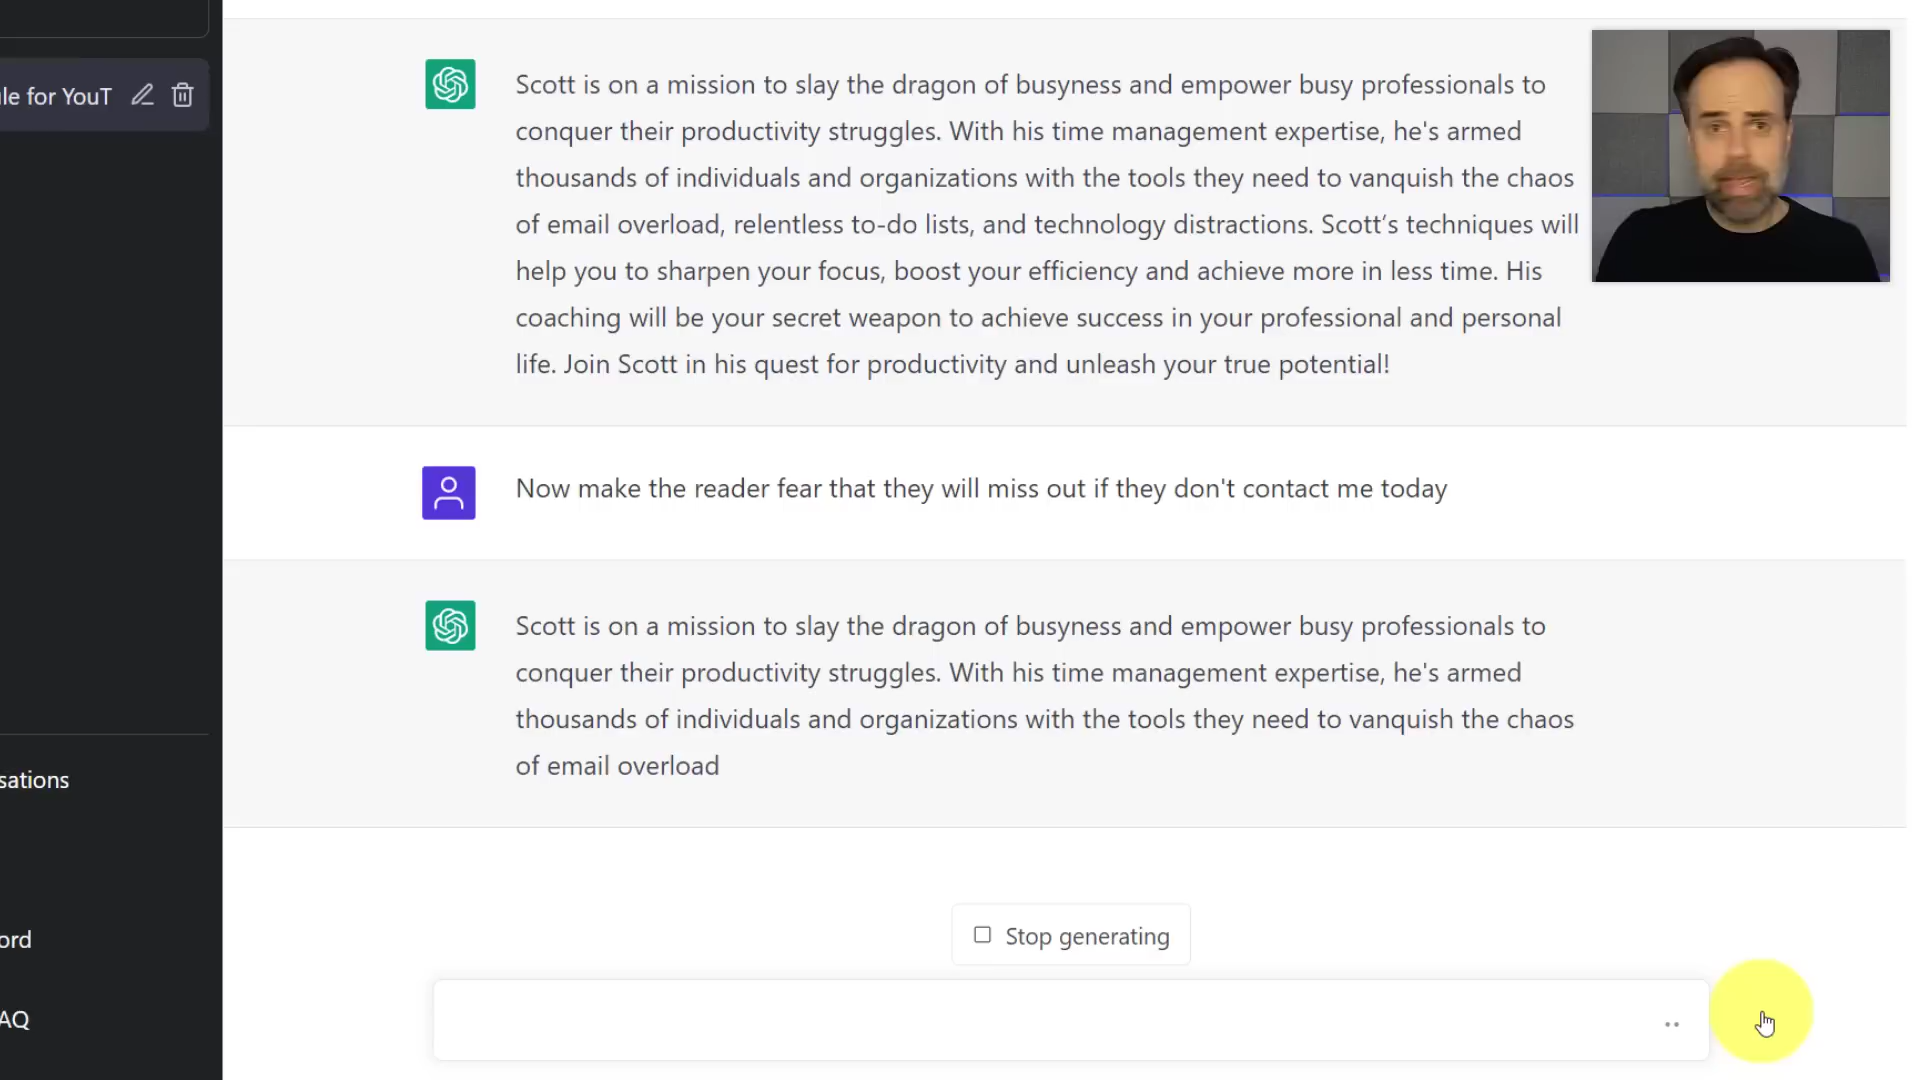 le for YouT
Scott is on a mission to slay the dragon of busyness and empower busy professionals to
conquer their productivity struggles. With his time management expertise, he's armed
thousands of individuals and organizations with the tools they need to vanquish the chaos
of email overload, relentless to-do lists, and technology distractions. Scott’s techniques will
help you to sharpen your focus, boost your efficiency and achieve more in less time. His
coaching will be your secret weapon to achieve success in your professional and personal
life. Join Scott in his quest for productivity and unleash your true potential!
Now make the reader fear that they will miss out if they don't contact me today
Scott is on a mission to slay the dragon of busyness and empower busy professionals to
conquer their productivity struggles. With his time management expertise, he's armed
thousands of individuals and organizations with the tools they need to vanquish the chaos
of email overload
sations
ord
AQ
Stop generating